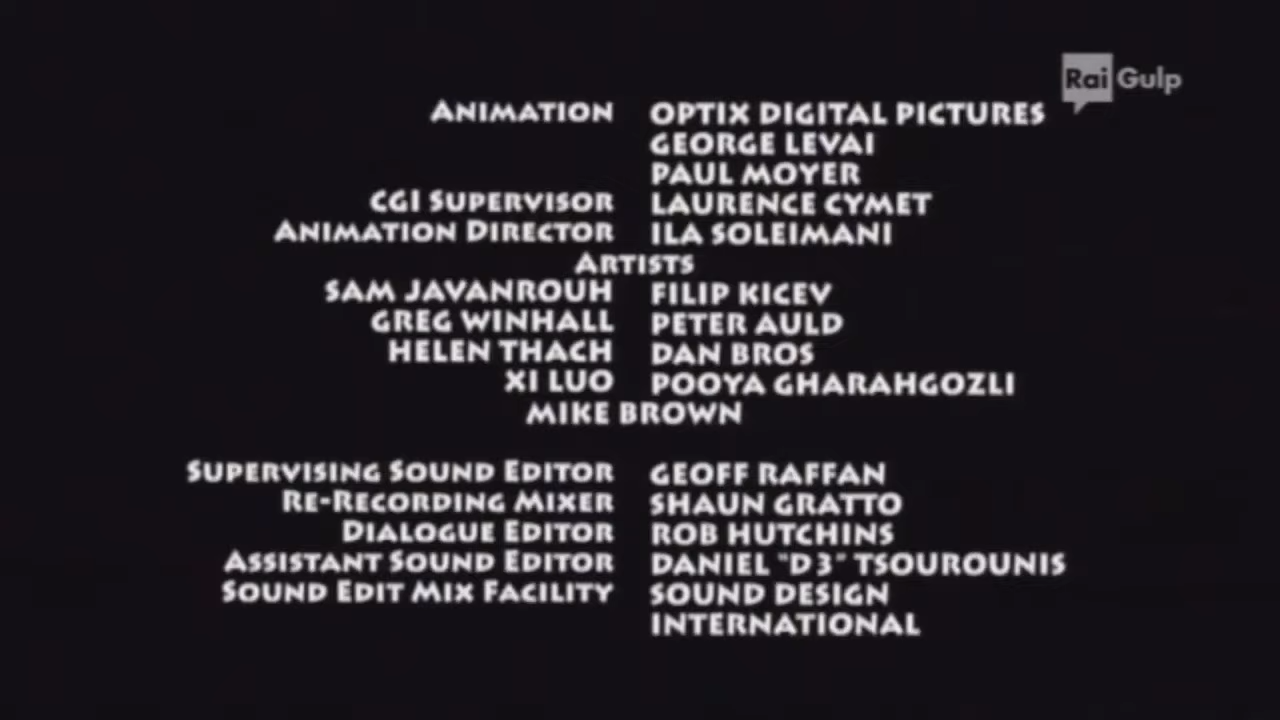 Rai Gulp
ANIMATION OPTIX DIGITAL PICTURES
GEORGE LEVAI
PAUL MOYER
CGI SUPERVISOR LAURENCE CYMET
ANIMATION DIRECTOR ILA SOLEIMANI
ARTISTS
SAM JAVANROUH FILIP KICEV
GREG WINHALL PETER AULD
HELEN THACH DAN BROS
XI LUO POOYA GHARAHGOZLI
MIKE BROWN
SUPERVISING SOUND EDITOR GEOFF RAFFAN
RE-RECORDING MIXER SHAUN GRATTO
DIALOGUE EDITOR ROB HUTCHINS
ASSISTANT SOUND EDITOR DANIEL "D3" TSOUROUNIS
SOUND EDIT MIX FACILITY SOUND DESIGN
INTERNATIONAL